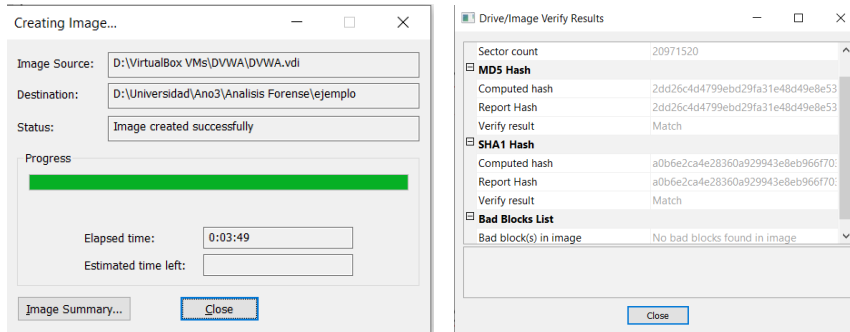 Creating Image...
Image Source: D:\VirtualBox VMs\DVWA\DVWA.vdi
Destination: D:\Universidad\Ano3\Analisis Forense\ejemplo
Status: Image created successfully
Progress
Elapsed time: 0:03:49
Estimated time left:
Image Summary... Close
Drive/Image Verify Results
Sector count 20971520
MD5 Hash
Computed hash 2dd26c4d4799ebd29fa31e48d49e8e53
Report Hash 2dd26c4d4799ebd29fa31e48d49e8e53
Verify result Match
SHA1 Hash
Computed hash a0b6e2ca4e28360a929943e8eb966f703
Report Hash a0b6e2ca4e28360a929943e8eb966f703
Verify result Match
Bad Blocks List
Bad block(s) in image No bad blocks found in image
Close